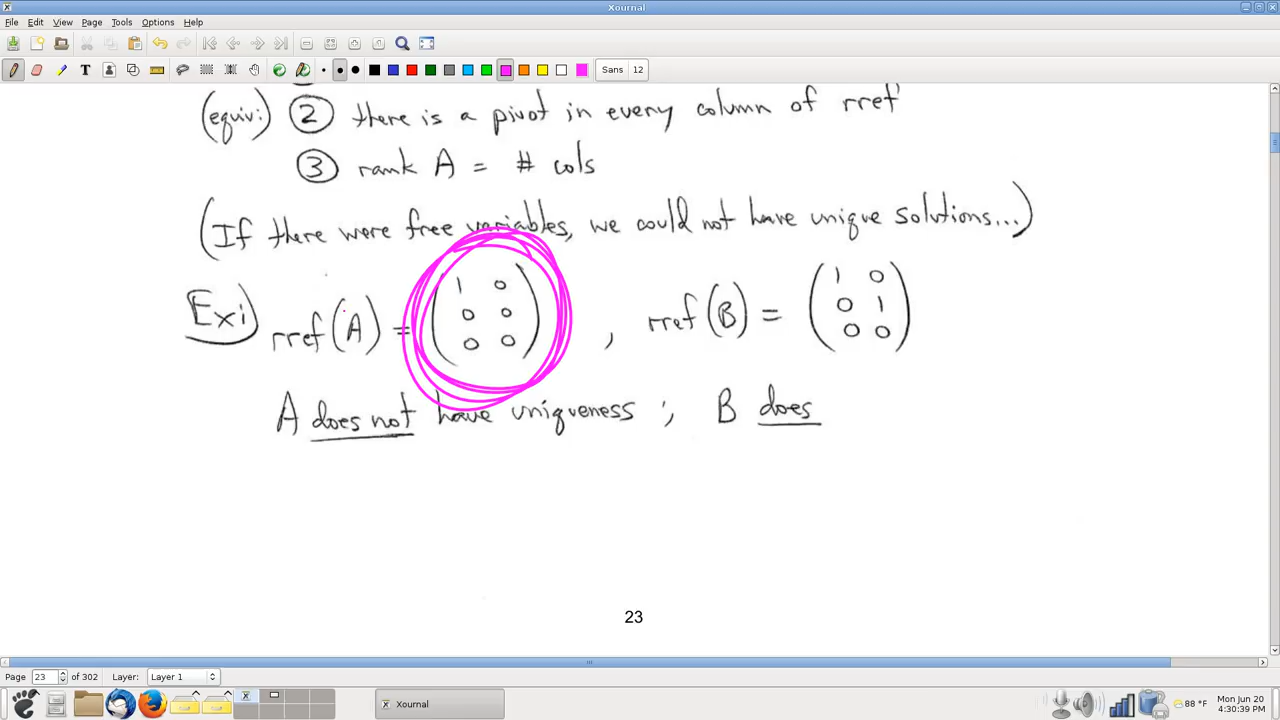 Xournal
File Edit View Page Tools Options Help
Sans 12
(equiv:) ② there is a pivot in every column of rref
③ rank A = # cols
(If there were free variables, we could not have unique solutions...)
Ex:) rref(A) = (1 0
0 0
0 0) , rref(B) = (1 0
0 1
0 0)
A does not have uniqueness ; B does
23
Page 23 of 302 Layer: Layer 1
Xournal
88 °F
Mon Jun 20
4:30:39 PM